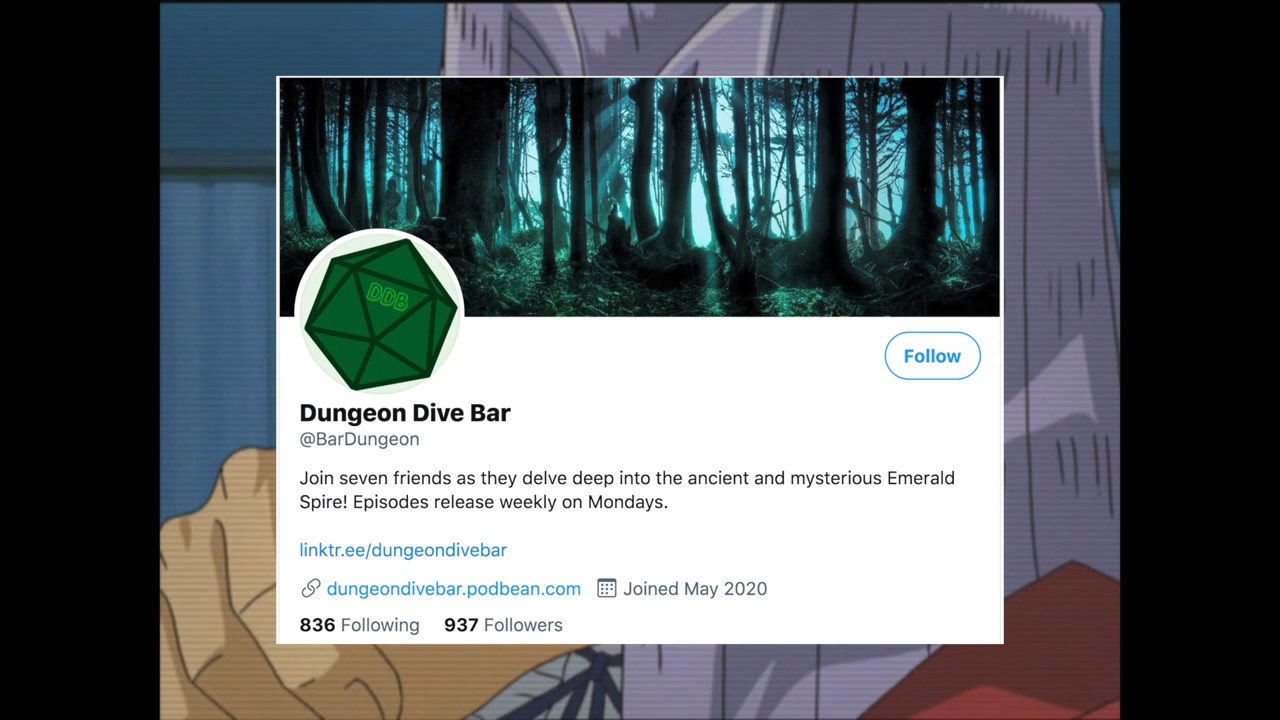 DDB
Follow
Dungeon Dive Bar
@BarDungeon
Join seven friends as they delve deep into the ancient and mysterious Emerald
Spire! Episodes release weekly on Mondays.
linktr.ee/dungeondivebar
dungeondivebar.podbean.com Joined May 2020
836 Following 937 Followers